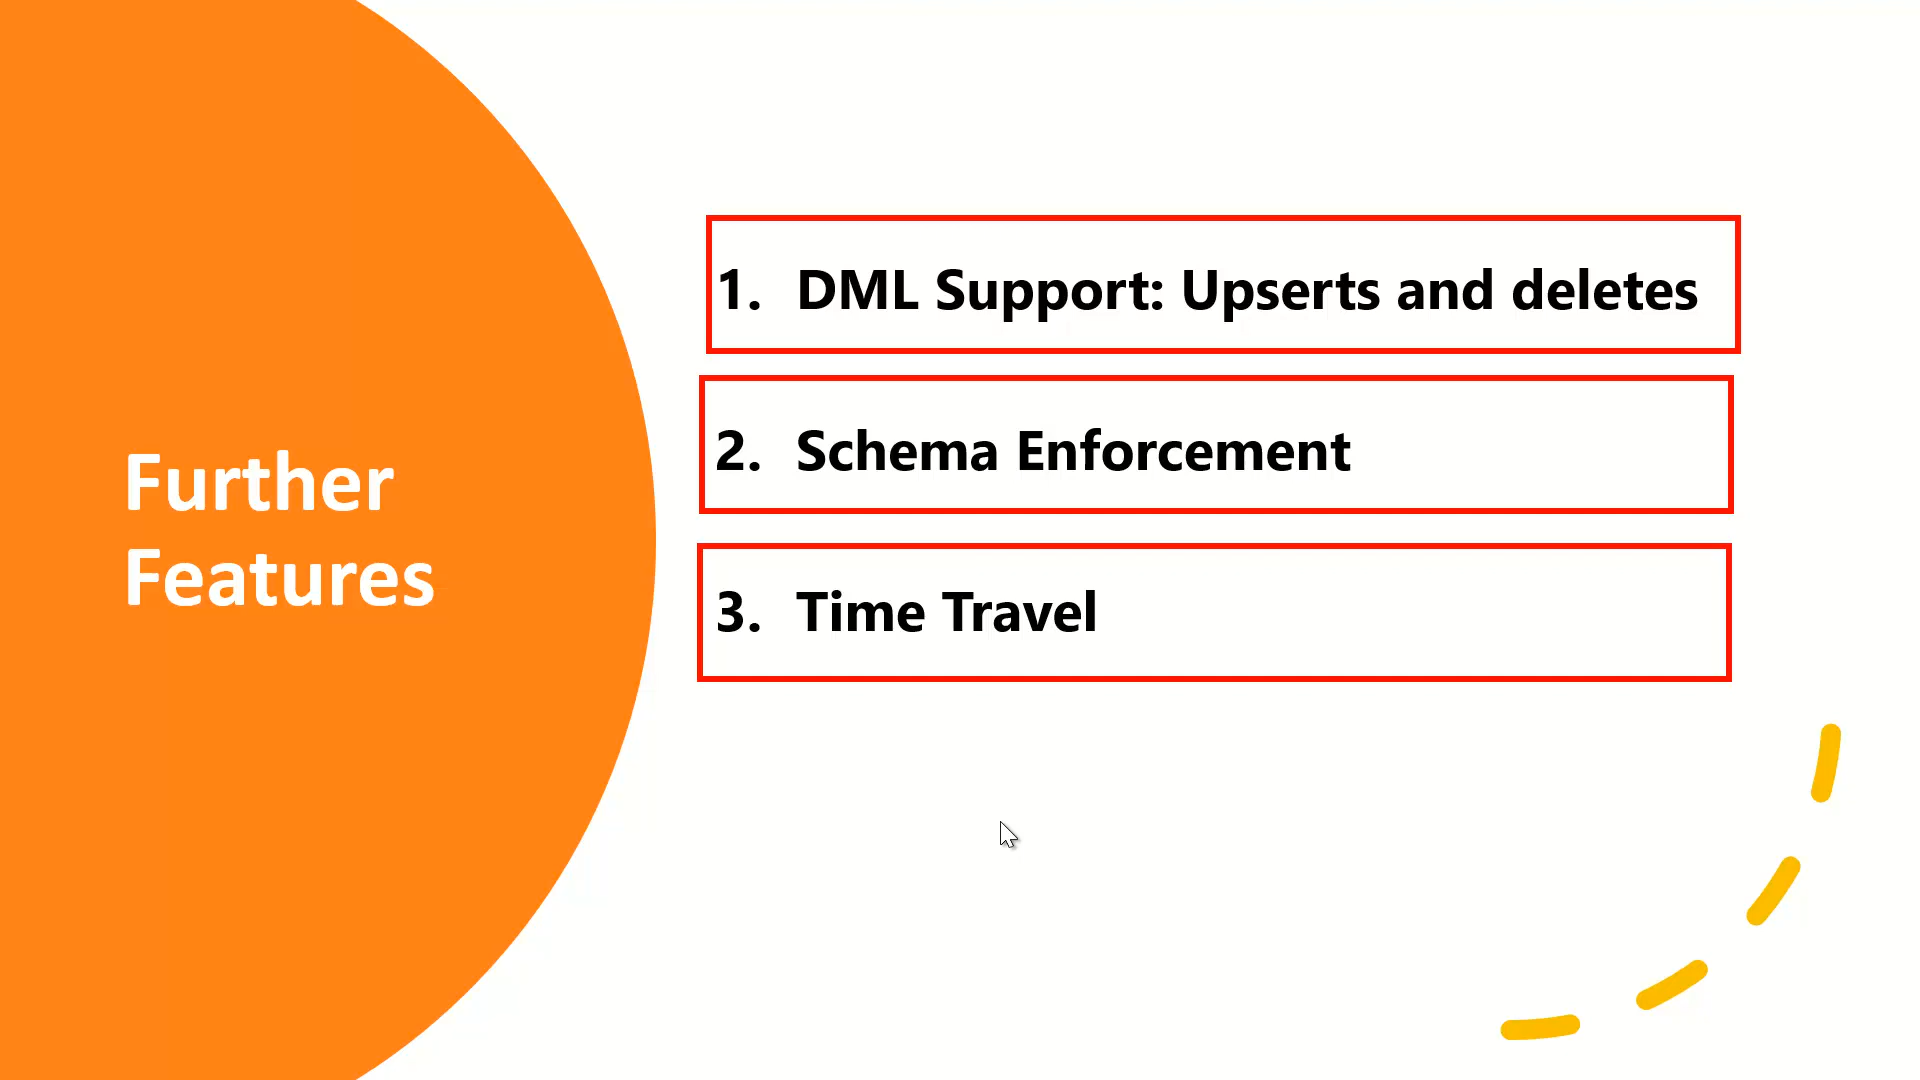 Further
Features
1. DML Support: Upserts and deletes
2. Schema Enforcement
3. Time Travel